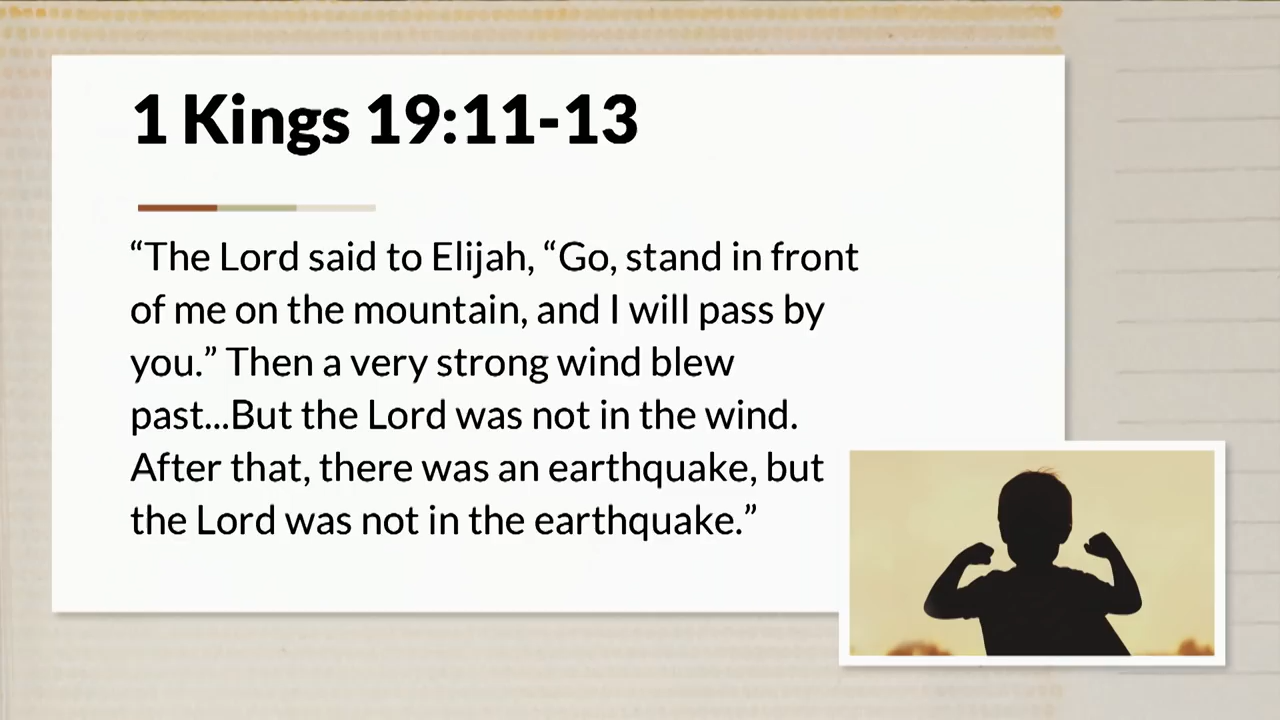 1 Kings 19:11-13
“The Lord said to Elijah, “Go, stand in front
of me on the mountain, and I will pass by
you.” Then a very strong wind blew
past...But the Lord was not in the wind.
After that, there was an earthquake, but
the Lord was not in the earthquake.”